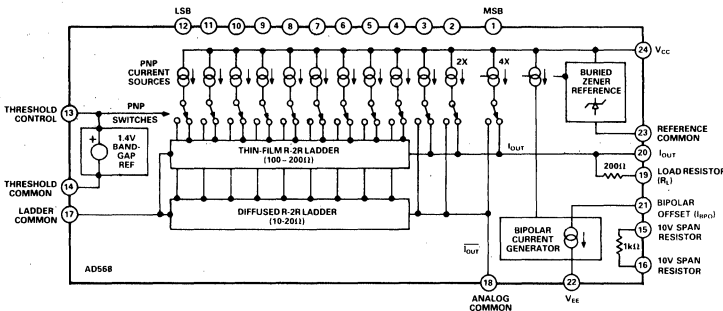 LSB
MSB
12 11 10 9 8 7 6 5 4 3 2 1
2X
4X
24 VCC
PNP
CURRENT
SOURCES
BURIED
ZENER
REFERENCE
THRESHOLD
CONTROL
13
PNP
SWITCHES
23 REFERENCE
COMMON
+
1.4V
BAND-
GAP
REF
THIN-FILM R-2R LADDER
(100 – 200Ω)
IOUT
20 IOUT
200Ω
19 LOAD RESISTOR
(RL)
THRESHOLD
COMMON
14
LADDER
COMMON
17
DIFFUSED R-2R LADDER
(10-20Ω)
21 BIPOLAR
OFFSET (IBPO)
IOUT
BIPOLAR
CURRENT
GENERATOR
15 10V SPAN
RESISTOR
1kΩ
16 10V SPAN
RESISTOR
AD568
18
ANALOG
COMMON
22
VEE